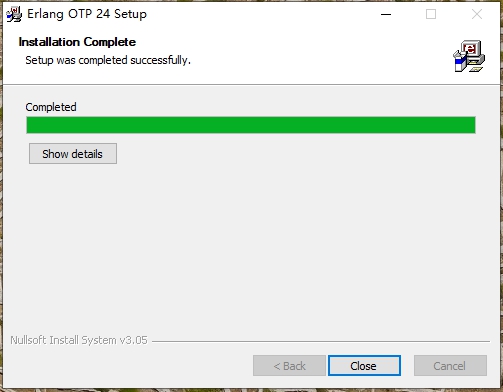 Erlang OTP 24 Setup
Installation Complete
Setup was completed successfully.
Completed
Show details
Nullsoft Install System v3.05
< Back
Close
Cancel